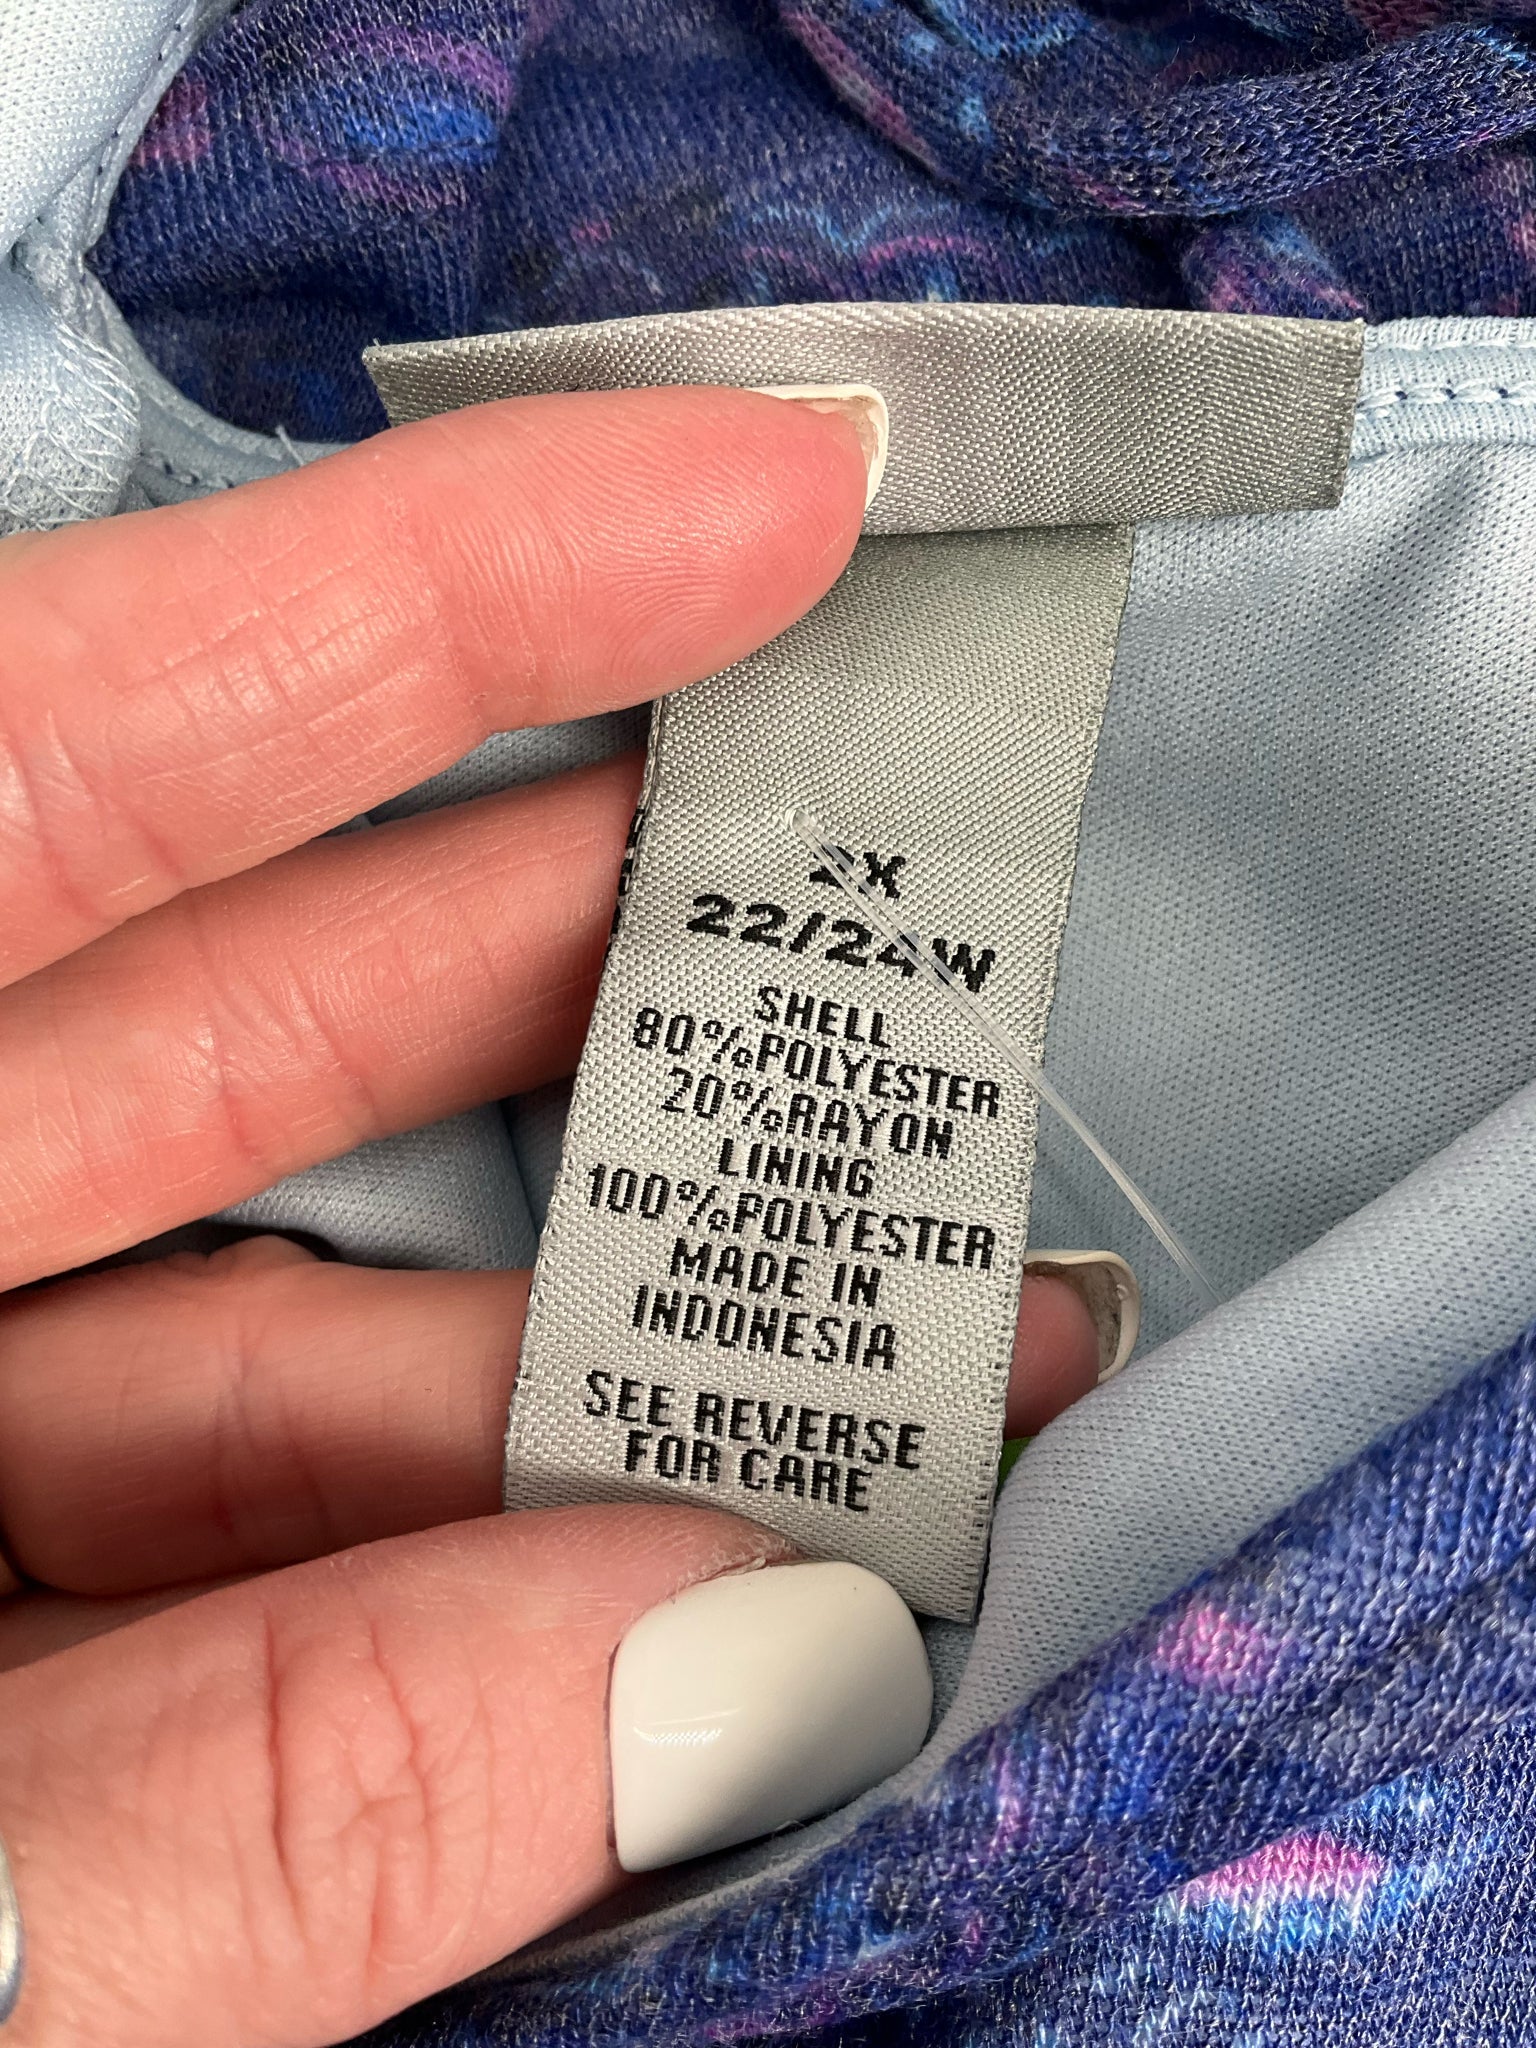 2X
22/24W
SHELL
80%POLYESTER
20%RAYON
LINING
100%POLYESTER
MADE IN
INDONESIA
SEE REVERSE
FOR CARE